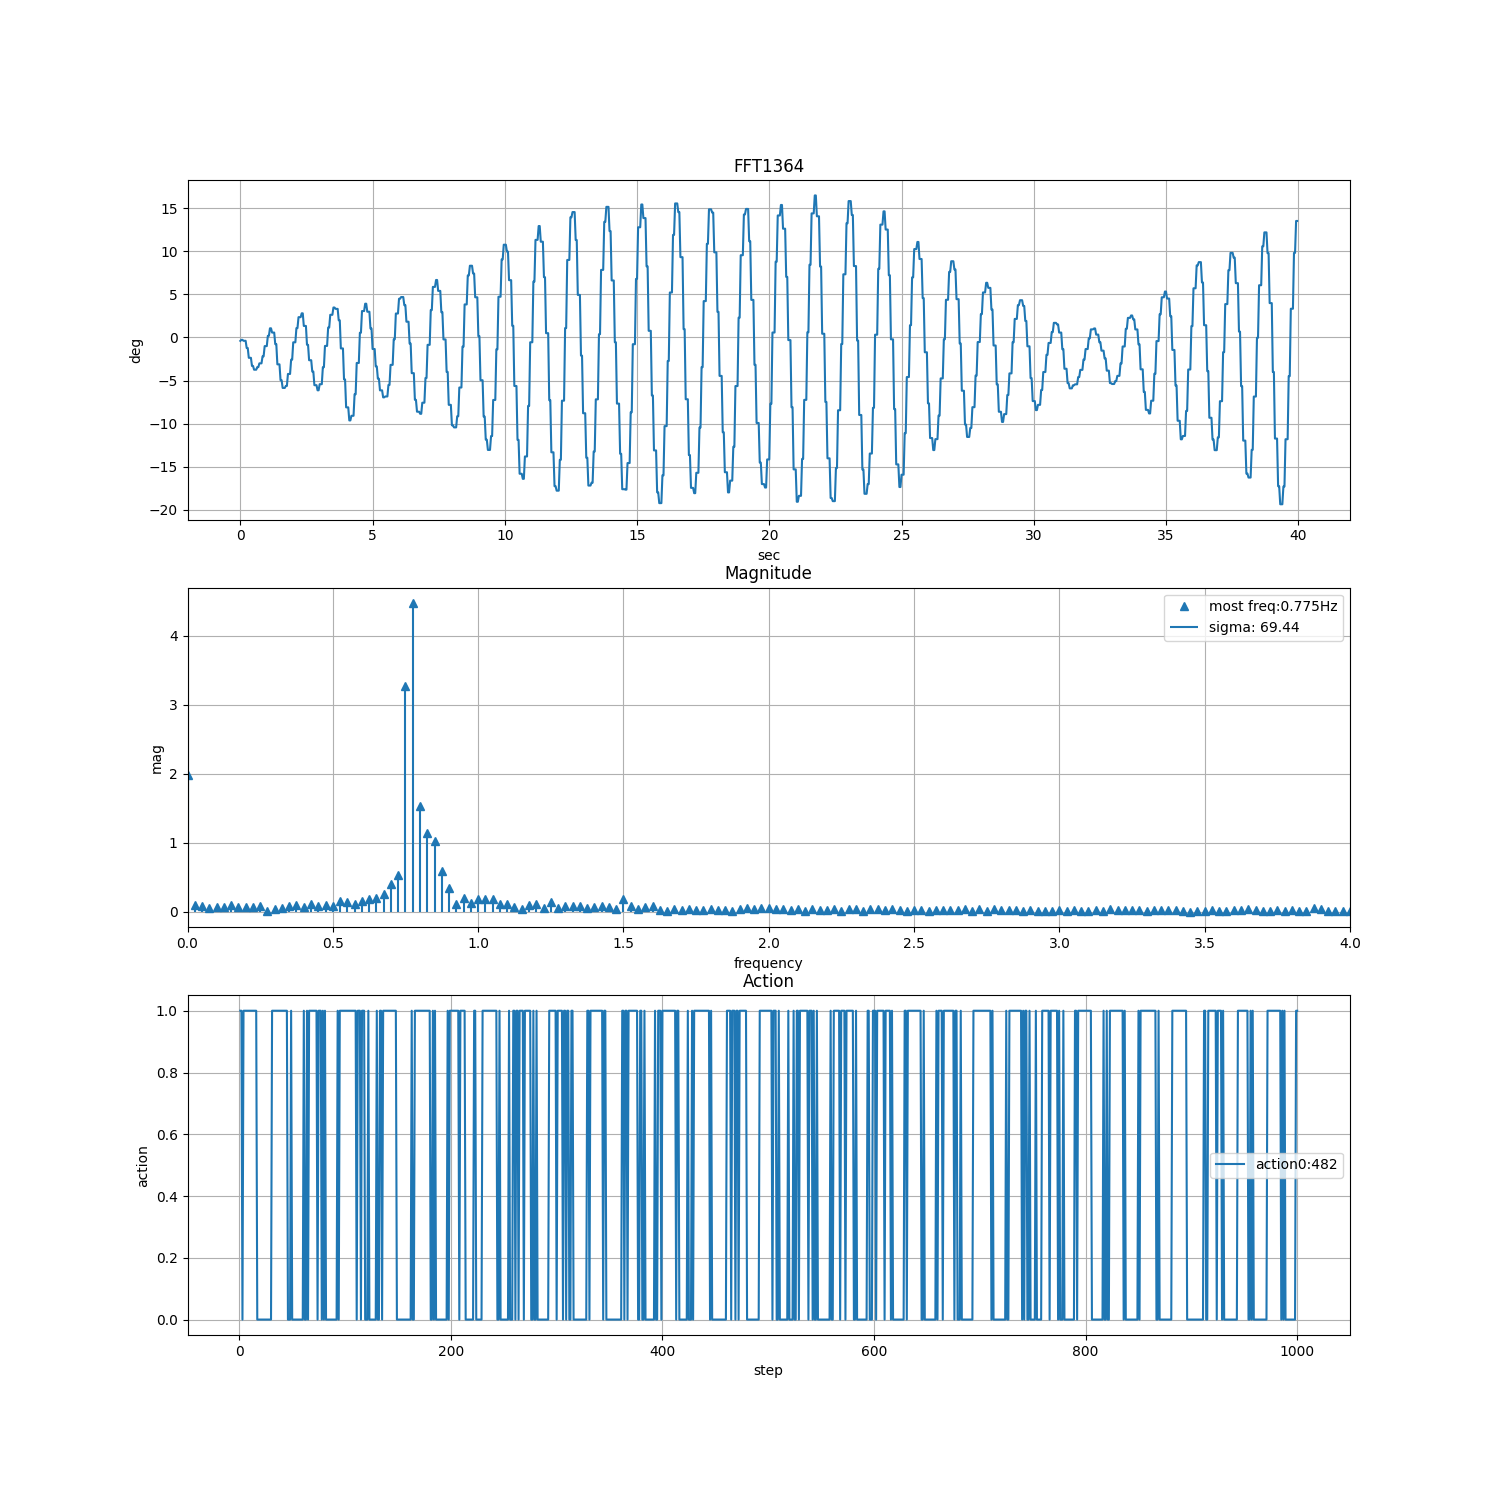 FFT1364
15
10
5
0
−5
−10
−15
−20
deg
0 5 10 15 20 25 30 35 40
sec
Magnitude
most freq:0.775Hz
sigma: 69.44
4
3
2
1
0
mag
0.0 0.5 1.0 1.5 2.0 2.5 3.0 3.5 4.0
frequency
Action
1.0
0.8
0.6
0.4
0.2
0.0
action
action0:482
0 200 400 600 800 1000
step